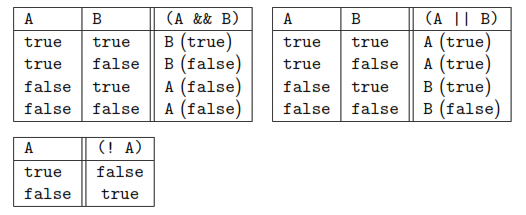 A B (A && B)
true true B (true)
true false B (false)
false true A (false)
false false A (false)
A B (A || B)
true true A (true)
true false A (true)
false true B (true)
false false B (false)
A (! A)
true false
false true